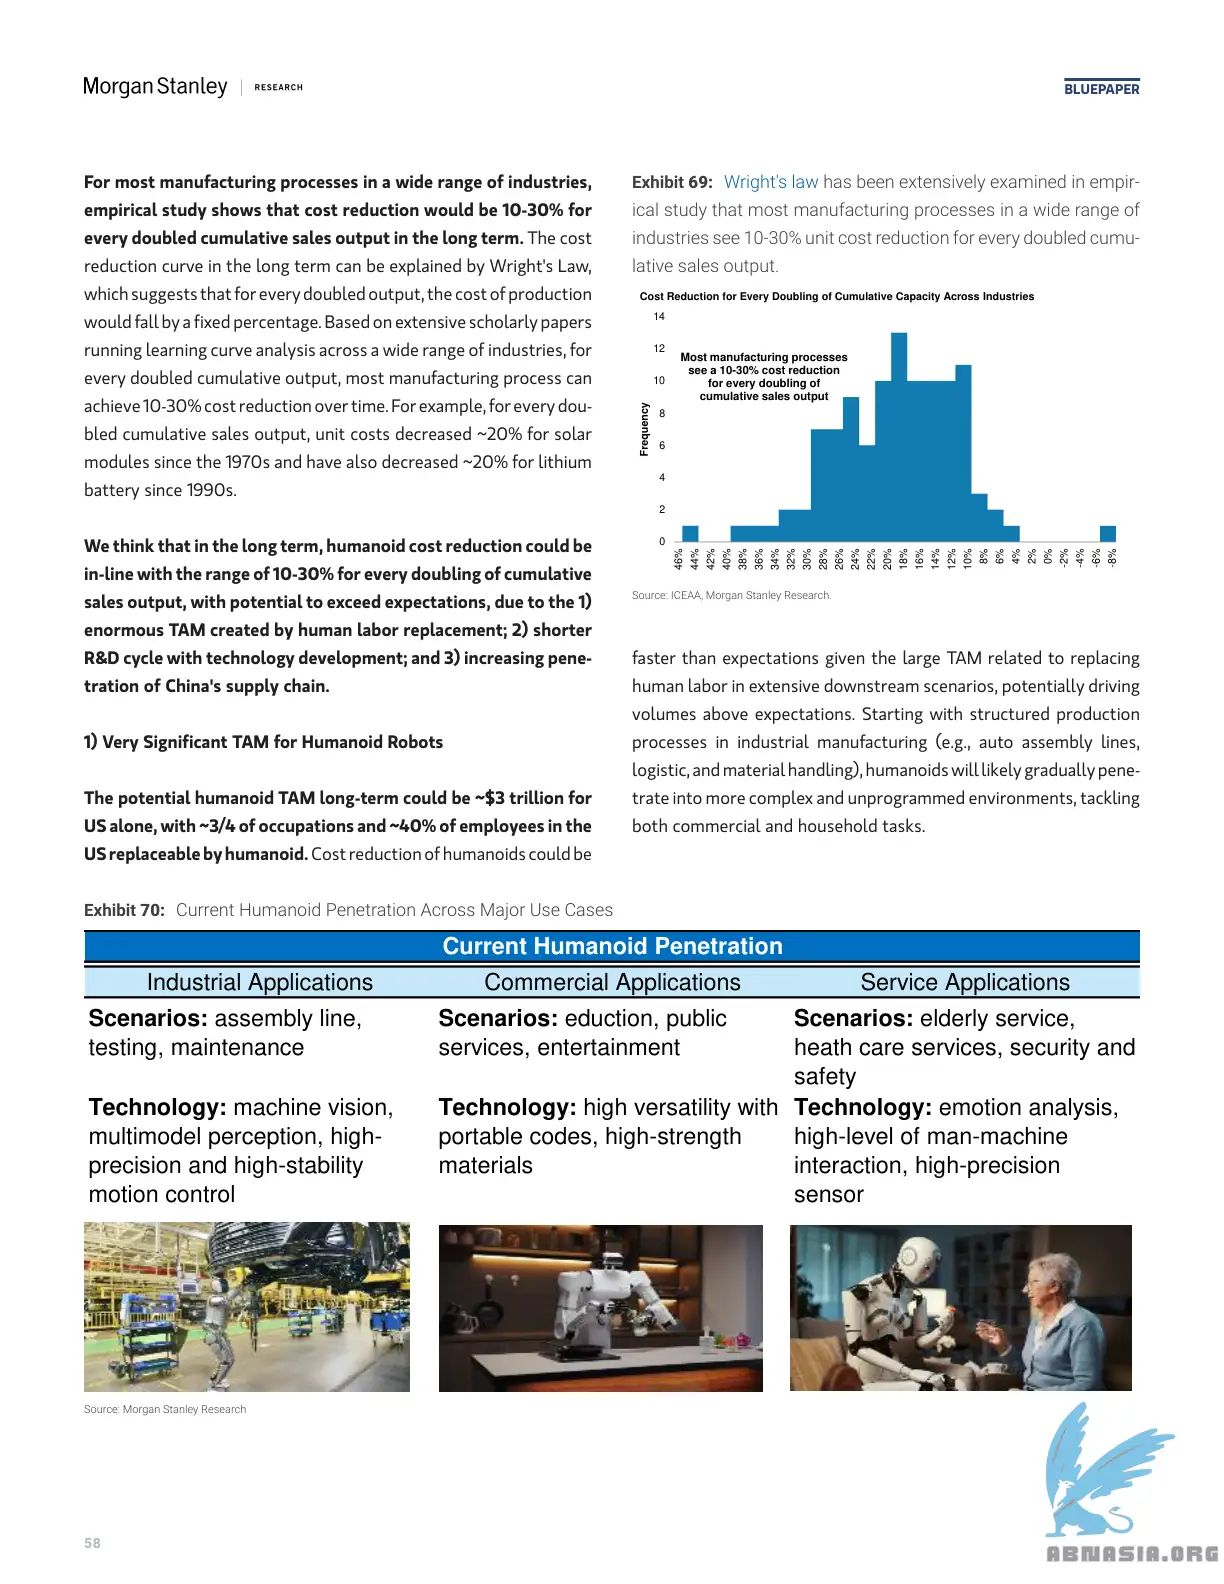 Morgan Stanley | RESEARCH
BLUEPAPER
For most manufacturing processes in a wide range of industries,
empirical study shows that cost reduction would be 10-30% for
every doubled cumulative sales output in the long term. The cost
reduction curve in the long term can be explained by Wright's Law,
which suggests that for every doubled output, the cost of production
would fall by a fixed percentage. Based on extensive scholarly papers
running learning curve analysis across a wide range of industries, for
every doubled cumulative output, most manufacturing process can
achieve 10-30% cost reduction over time. For example, for every dou-
bled cumulative sales output, unit costs decreased ~20% for solar
modules since the 1970s and have also decreased ~20% for lithium
battery since 1990s.
We think that in the long term, humanoid cost reduction could be
in-line with the range of 10-30% for every doubling of cumulative
sales output, with potential to exceed expectations, due to the 1)
enormous TAM created by human labor replacement; 2) shorter
R&D cycle with technology development; and 3) increasing pene-
tration of China's supply chain.
1) Very Significant TAM for Humanoid Robots
The potential humanoid TAM long-term could be ~$3 trillion for
US alone, with ~3/4 of occupations and ~40% of employees in the
US replaceable by humanoid. Cost reduction of humanoids could be
Exhibit 69: Wright's law has been extensively examined in empir-
ical study that most manufacturing processes in a wide range of
industries see 10-30% unit cost reduction for every doubled cumu-
lative sales output.
Cost Reduction for Every Doubling of Cumulative Capacity Across Industries
14
12
10
8
6
4
2
0
Frequency
Most manufacturing processes
see a 10-30% cost reduction
for every doubling of
cumulative sales output
46%
44%
42%
40%
38%
36%
34%
32%
30%
28%
26%
24%
22%
20%
18%
16%
14%
12%
10%
8%
6%
4%
2%
0%
-2%
-4%
-6%
-8%
Source: ICEAA, Morgan Stanley Research.
faster than expectations given the large TAM related to replacing
human labor in extensive downstream scenarios, potentially driving
volumes above expectations. Starting with structured production
processes in industrial manufacturing (e.g., auto assembly lines,
logistic, and material handling), humanoids will likely gradually pene-
trate into more complex and unprogrammed environments, tackling
both commercial and household tasks.
Exhibit 70: Current Humanoid Penetration Across Major Use Cases
Current Humanoid Penetration
Industrial Applications
Commercial Applications
Service Applications
Scenarios: assembly line,
testing, maintenance
Scenarios: eduction, public
services, entertainment
Scenarios: elderly service,
heath care services, security and
safety
Technology: machine vision,
multimodel perception, high-
precision and high-stability
motion control
Technology: high versatility with
portable codes, high-strength
materials
Technology: emotion analysis,
high-level of man-machine
interaction, high-precision
sensor
Source: Morgan Stanley Research
58
ABNASIA.ORG